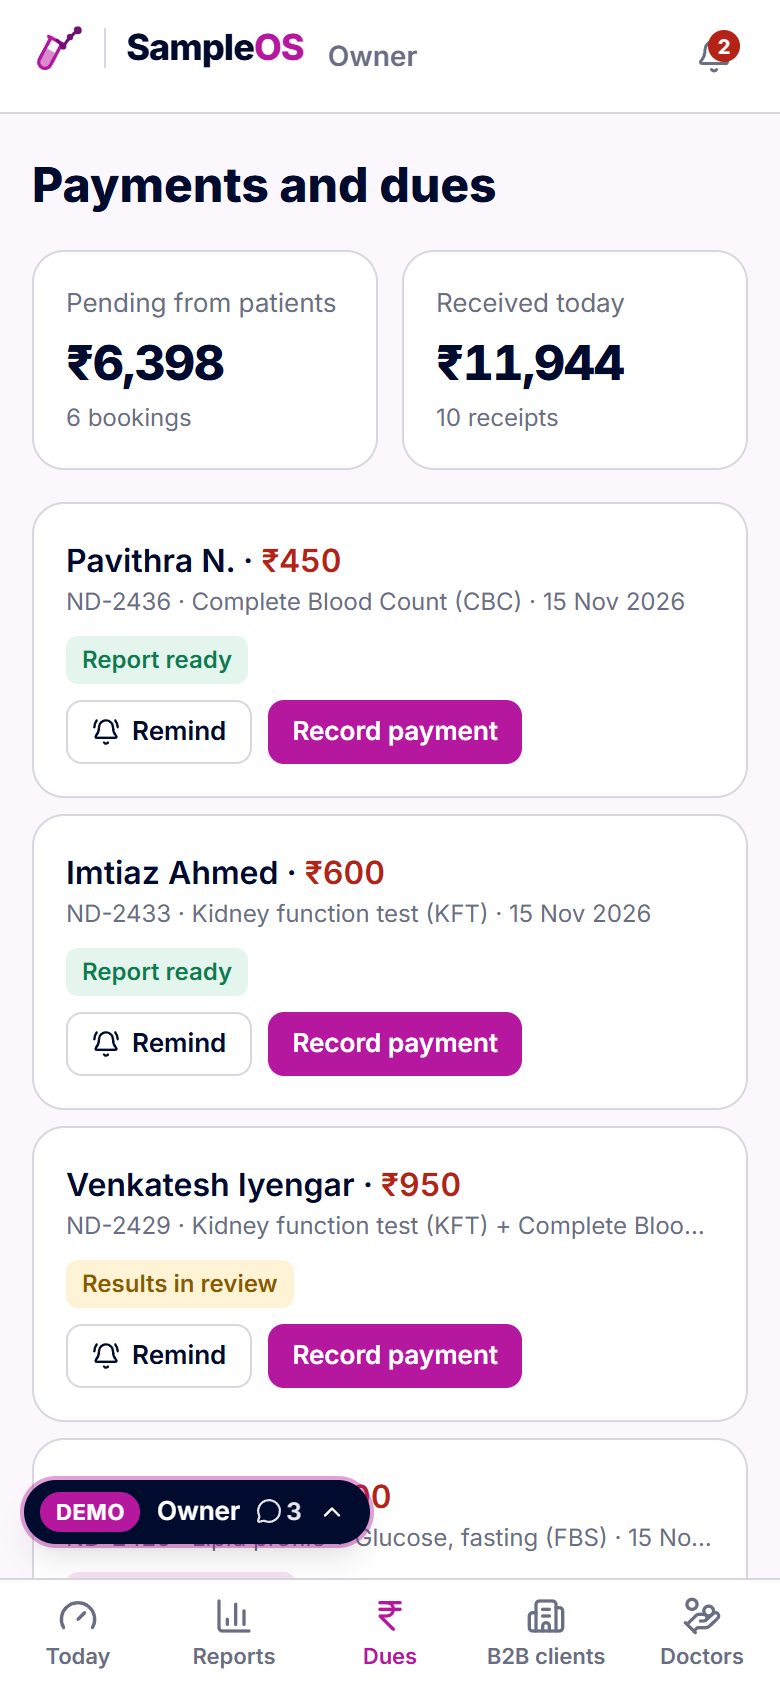 SampleOS Owner 2
Payments and dues
Pending from patients
₹6,398
6 bookings
Received today
₹11,944
10 receipts
Pavithra N. · ₹450
ND-2436 · Complete Blood Count (CBC) · 15 Nov 2026
Report ready
Remind
Record payment
Imtiaz Ahmed · ₹600
ND-2433 · Kidney function test (KFT) · 15 Nov 2026
Report ready
Remind
Record payment
Venkatesh Iyengar · ₹950
ND-2429 · Kidney function test (KFT) + Complete Bloo...
Results in review
Remind
Record payment
DEMO Owner 3
Glucose, fasting (FBS) · 15 No...
Today
Reports
Dues
B2B clients
Doctors